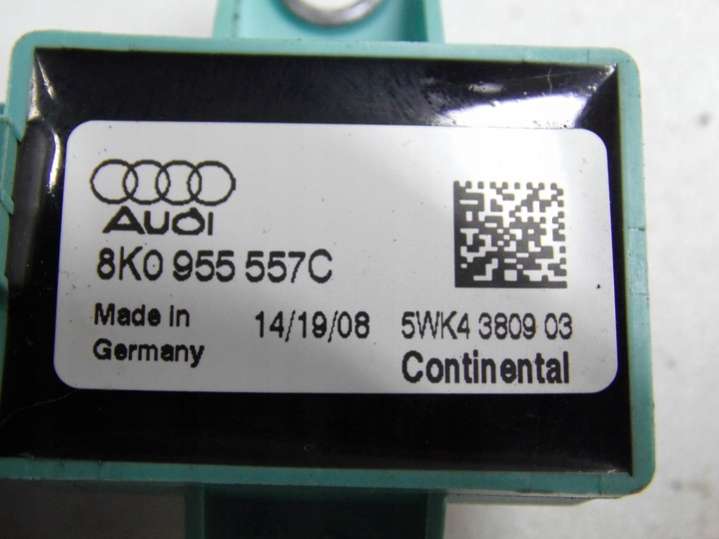 Audi
8K0 955 557C
Made in Germany
14/19/08
5WK4 3809 03
Continental